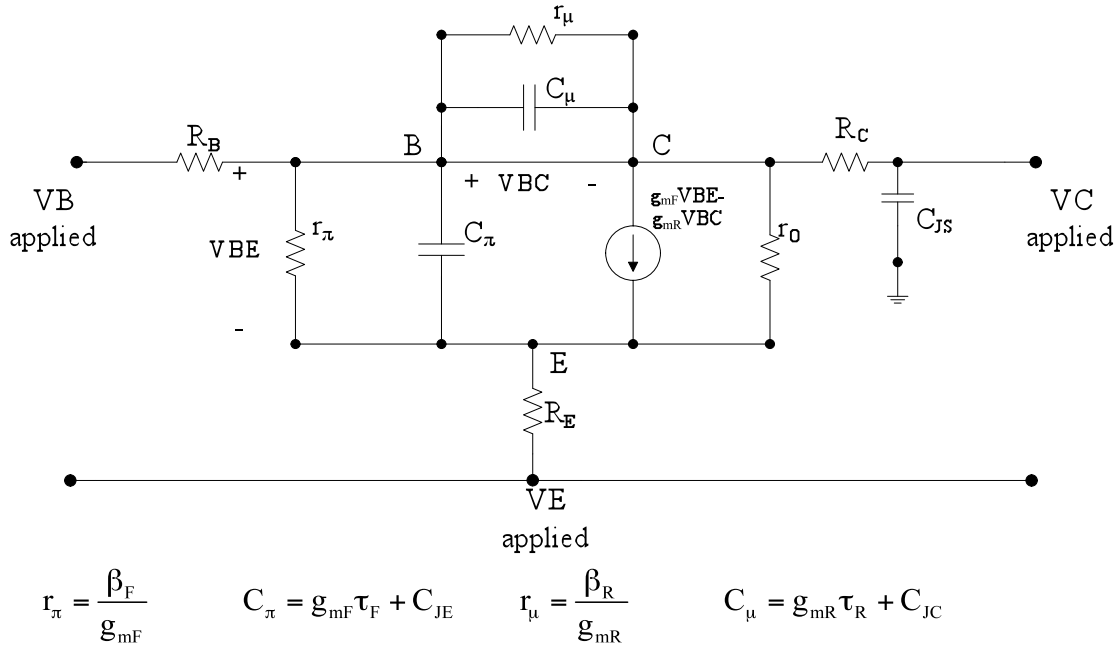 rμ
Cμ
RB
B
C
RC
+
+ VBC -
gmFVBE-
gmRVBC
VB
applied
VBE
rπ
Cπ
r0
CJS
VC
applied
-
E
RE
VE
applied
rπ = βF / gmF
Cπ = gmFτF + CJE
rμ = βR / gmR
Cμ = gmRτR + CJC